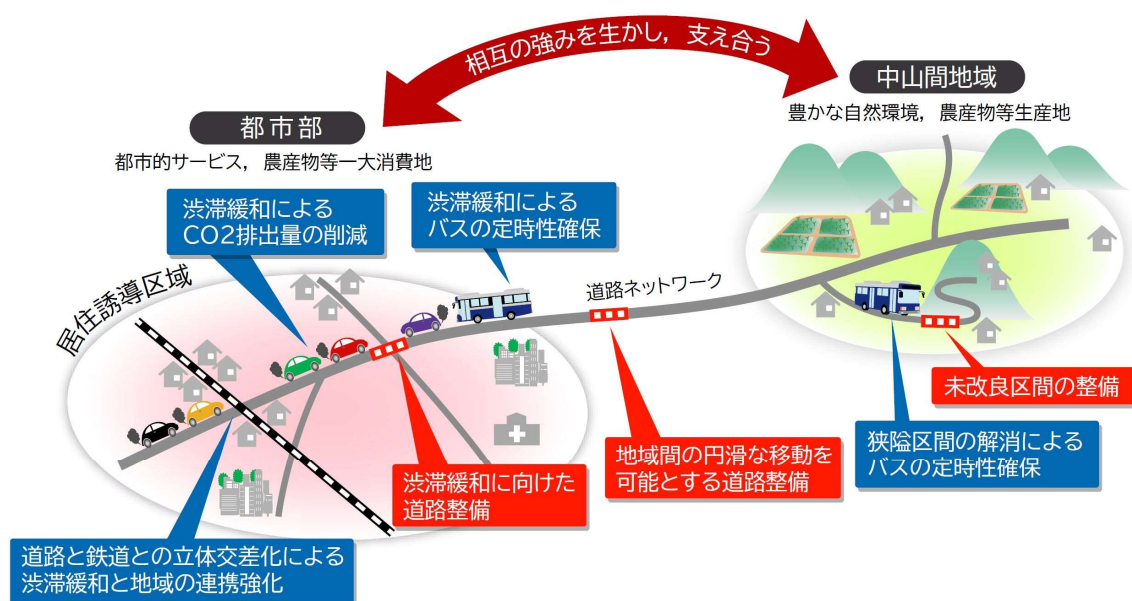 相互の強みを生かし，支え合う
中山間地域
豊かな自然環境，農産物等生産地
都市部
都市的サービス，農産物等一大消費地
渋滞緩和による
CO2排出量の削減
渋滞緩和による
バスの定時性確保
居住誘導区域
道路ネットワーク
未改良区間の整備
狭隘区間の解消による
バスの定時性確保
地域間の円滑な移動を
可能とする道路整備
渋滞緩和に向けた
道路整備
道路と鉄道との立体交差化による
渋滞緩和と地域の連携強化